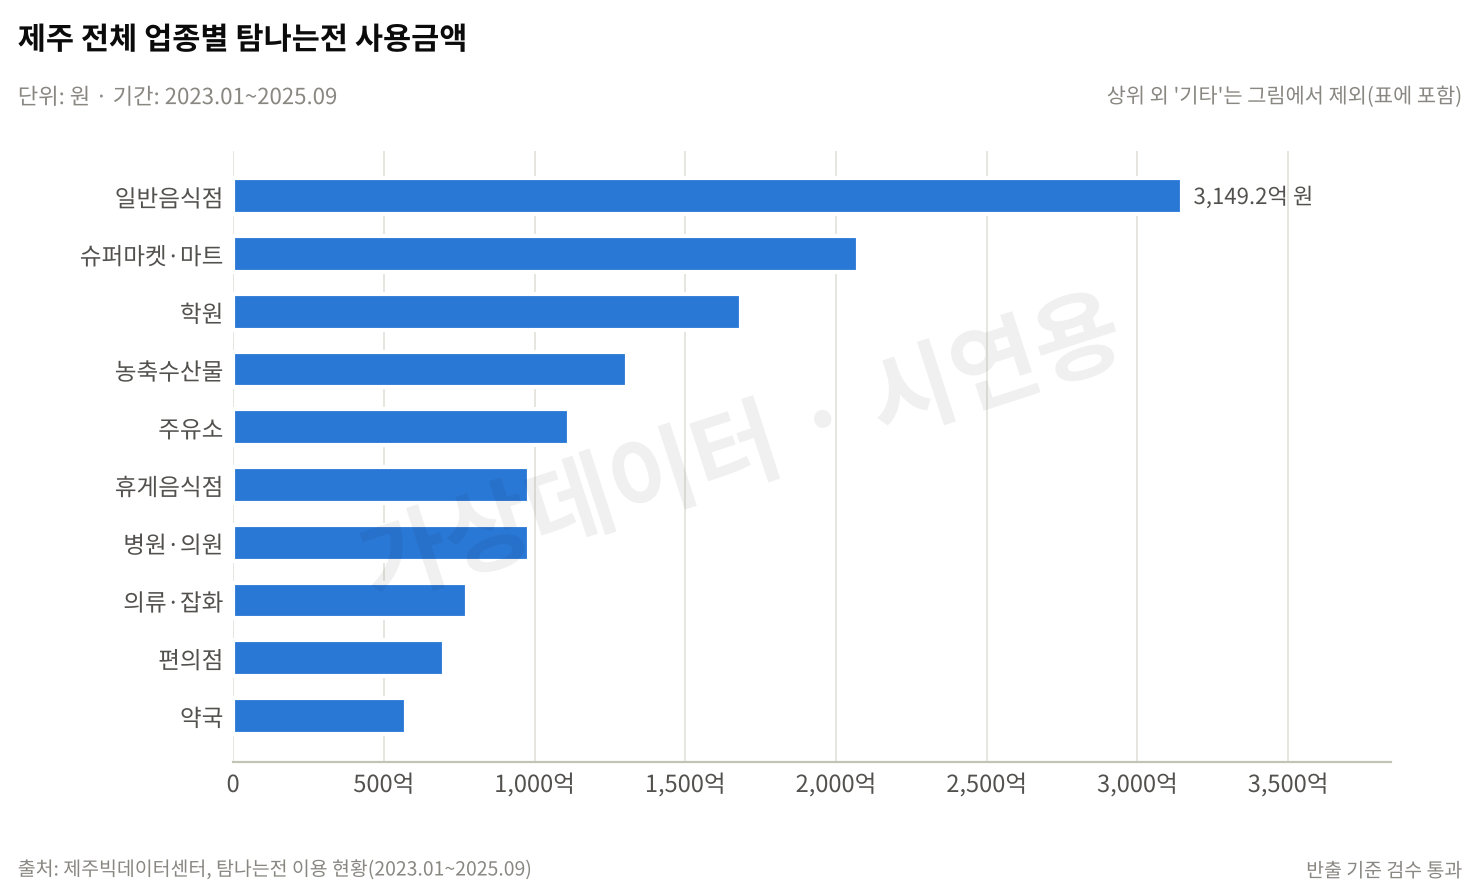 제주 전체 업종별 탐나는전 사용금액
단위: 원 · 기간: 2023.01~2025.09
상위 외 '기타'는 그림에서 제외(표에 포함)
일반음식점
3,149.2억 원
슈퍼마켓·마트
학원
농축수산물
주유소
휴게음식점
병원·의원
의류·잡화
편의점
약국
가상데이터 · 시연용
0 500억 1,000억 1,500억 2,000억 2,500억 3,000억 3,500억
출처: 제주빅데이터센터, 탐나는전 이용 현황(2023.01~2025.09)
반출 기준 검수 통과